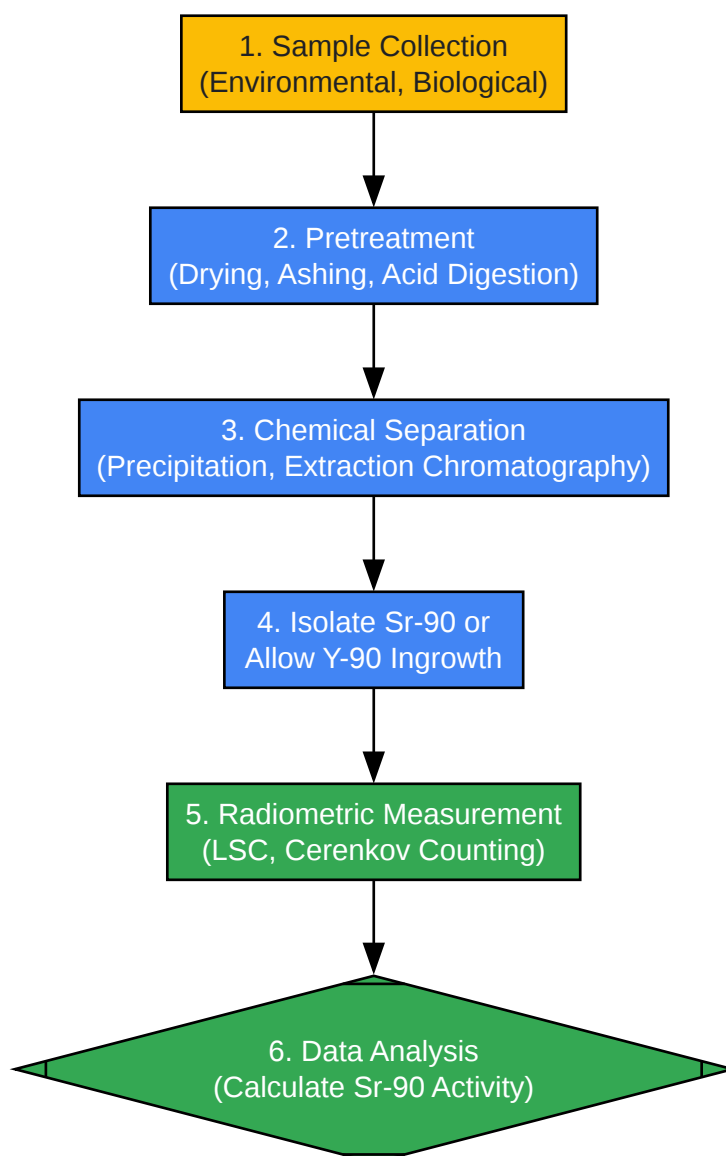 1. Sample Collection
(Environmental, Biological)
2. Pretreatment
(Drying, Ashing, Acid Digestion)
3. Chemical Separation
(Precipitation, Extraction Chromatography)
4. Isolate Sr-90 or
Allow Y-90 Ingrowth
5. Radiometric Measurement
(LSC, Cerenkov Counting)
6. Data Analysis
(Calculate Sr-90 Activity)